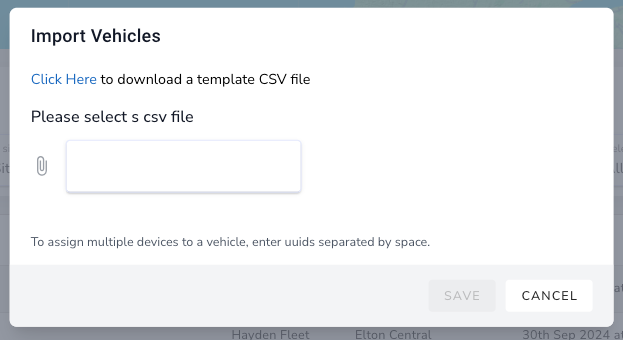 Import Vehicles
Click Here to download a template CSV file
Please select s csv file
To assign multiple devices to a vehicle, enter uuids separated by space.
SAVE CANCEL
Hayden Fleet Elton Central 30th Sep 2024 at